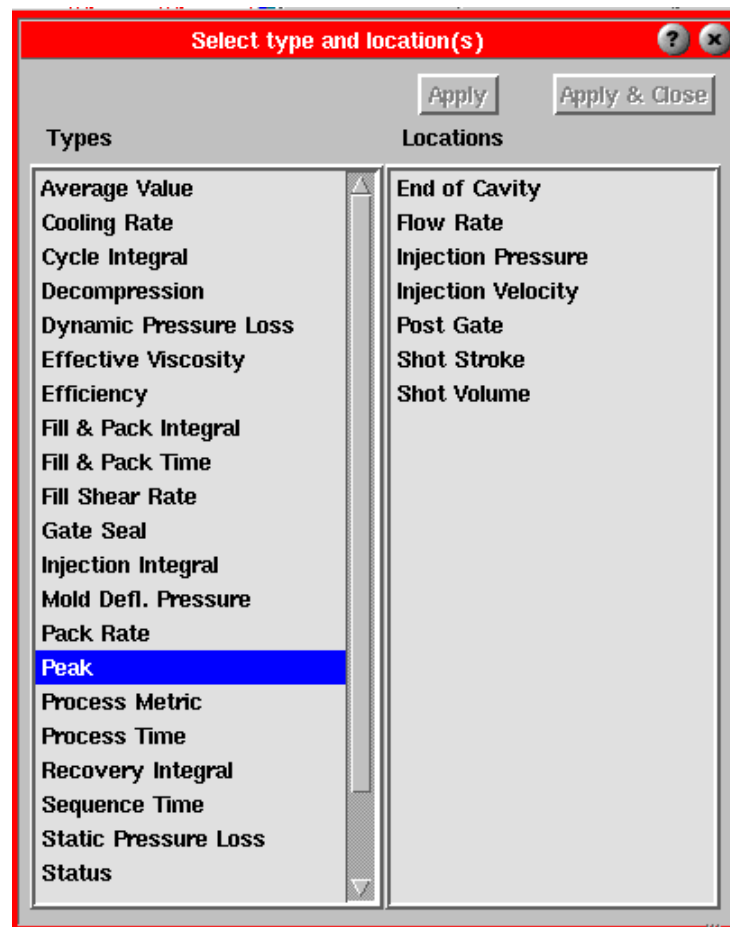 Select type and location(s)
Apply
Apply & Close
Types
Locations
Average Value
Cooling Rate
Cycle Integral
Decompression
Dynamic Pressure Loss
Effective Viscosity
Efficiency
Fill & Pack Integral
Fill & Pack Time
Fill Shear Rate
Gate Seal
Injection Integral
Mold Defl. Pressure
Pack Rate
Peak
Process Metric
Process Time
Recovery Integral
Sequence Time
Static Pressure Loss
Status
End of Cavity
Flow Rate
Injection Pressure
Injection Velocity
Post Gate
Shot Stroke
Shot Volume